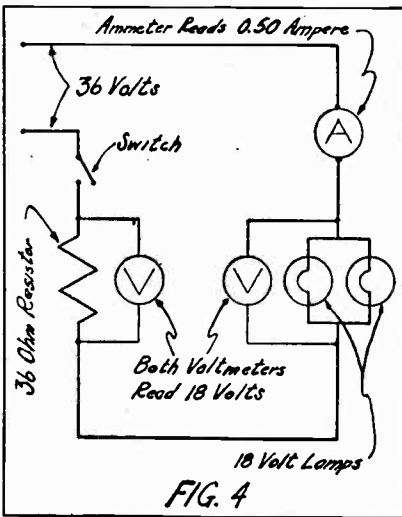 Ammeter Reads 0.50 Ampere
36 Volts
A
Switch
36 Ohm Resistor
V
V
Both Voltmeters
Read 18 Volts
18 Volt Lamps
FIG. 4